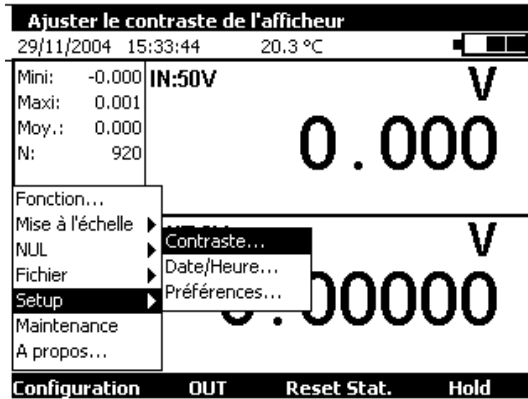 Ajuster le contraste de l'afficheur
29/11/2004 15:33:44 20.3 °C
Mini: -0.000
Maxi: 0.001
Moy.: 0.000
N: 920
IN:50V
V
0.000
Fonction...
Mise à l'échelle
NUL
Fichier
Setup
Maintenance
A propos...
Contraste...
Date/Heure...
Préférences...
V
.00000
Configuration OUT Reset Stat. Hold